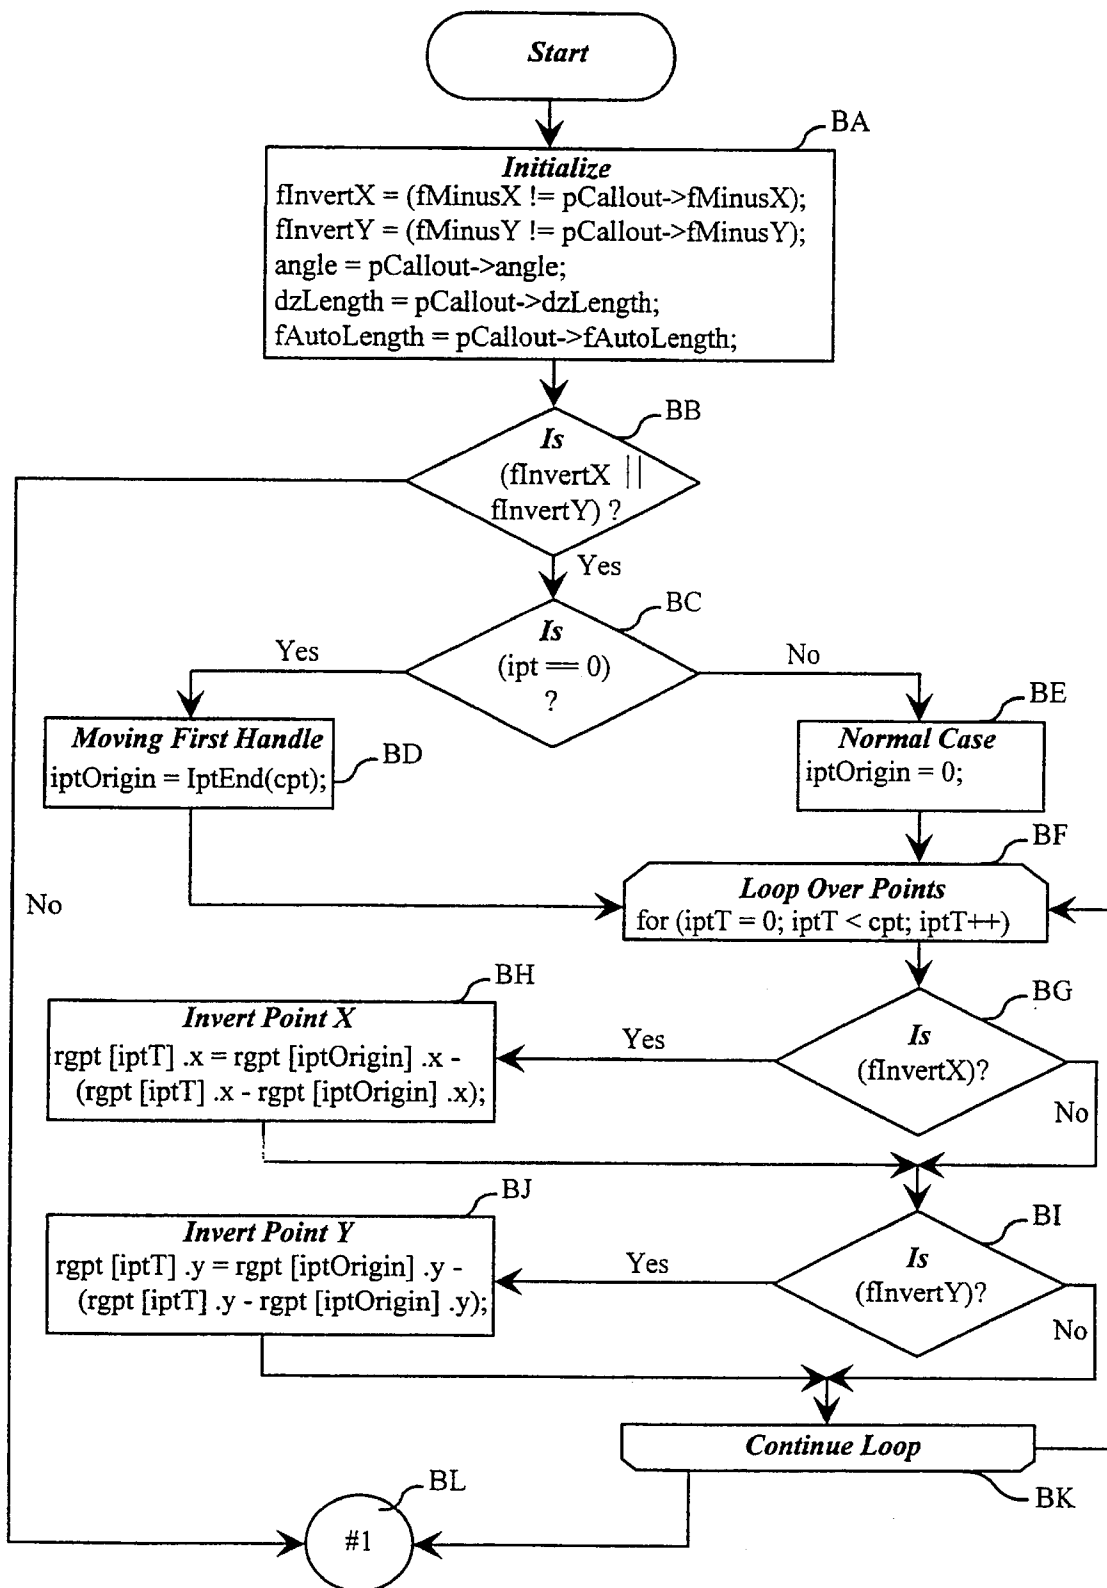 Start
BA
Initialize
fInvertX = (fMinusX != pCallout->fMinusX);
fInvertY = (fMinusY != pCallout->fMinusY);
angle = pCallout->angle;
dzLength = pCallout->dzLength;
fAutoLength = pCallout->fAutoLength;
BB
Is
(fInvertX ||
fInvertY) ?
Yes
BC
Is
(ipt == 0)
?
Yes
No
BE
Moving First Handle
iptOrigin = IptEnd(cpt);
BD
Normal Case
iptOrigin = 0;
BF
No
Loop Over Points
for (iptT = 0; iptT < cpt; iptT++)
BH
BG
Invert Point X
rgpt [iptT] .x = rgpt [iptOrigin] .x -
(rgpt [iptT] .x - rgpt [iptOrigin] .x);
Yes
Is
(fInvertX)?
No
BJ
BI
Invert Point Y
rgpt [iptT] .y = rgpt [iptOrigin] .y -
(rgpt [iptT] .y - rgpt [iptOrigin] .y);
Yes
Is
(fInvertY)?
No
Continue Loop
BK
BL
#1